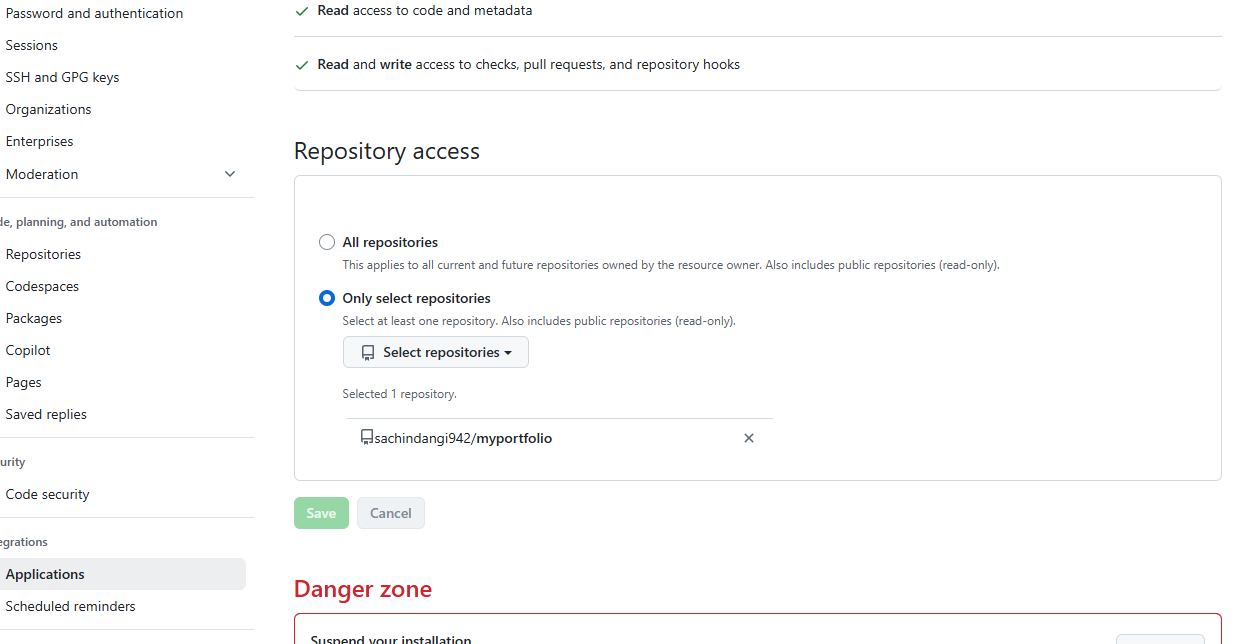 Password and authentication
Sessions
SSH and GPG keys
Organizations
Enterprises
Moderation
de, planning, and automation
Repositories
Codespaces
Packages
Copilot
Pages
Saved replies
urity
Code security
egrations
Applications
Scheduled reminders
Read access to code and metadata
Read and write access to checks, pull requests, and repository hooks
Repository access
All repositories
This applies to all current and future repositories owned by the resource owner. Also includes public repositories (read-only).
Only select repositories
Select at least one repository. Also includes public repositories (read-only).
Select repositories
Selected 1 repository.
sachindangi942/myportfolio
Save
Cancel
Danger zone
Suspend your installation